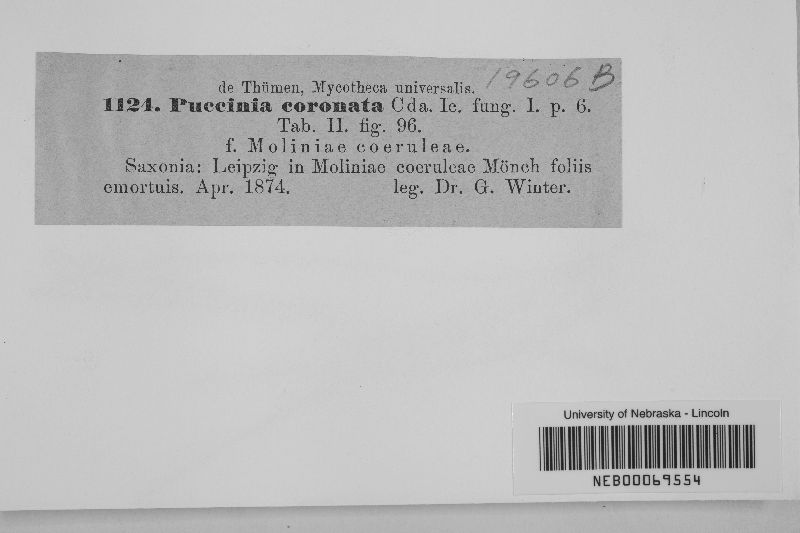 19606 B
de Thümen, Mycotheca universalis.
1124. Puccinia coronata Cda. Ic. fung. I. p. 6.
Tab. II. fig. 96.
f. Moliniae coeruleae.
Saxonia: Leipzig in Moliniae coeruleae Mönch foliis
emortuis. Apr. 1874. leg. Dr. G. Winter.
University of Nebraska - Lincoln
NEB00069554